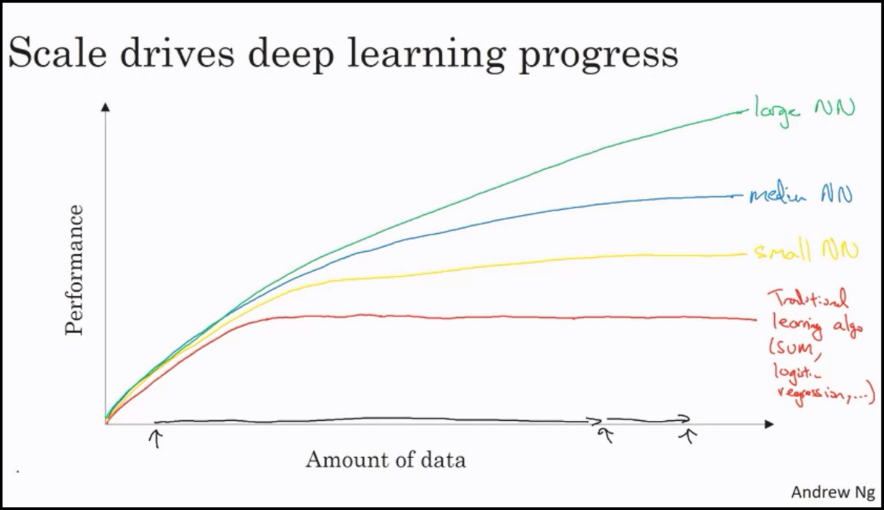 Scale drives deep learning progress
large NN
medium NN
small NN
Traditional
learning algo
(SVM,
logistic
regression,...)
Performance
Amount of data
Andrew Ng